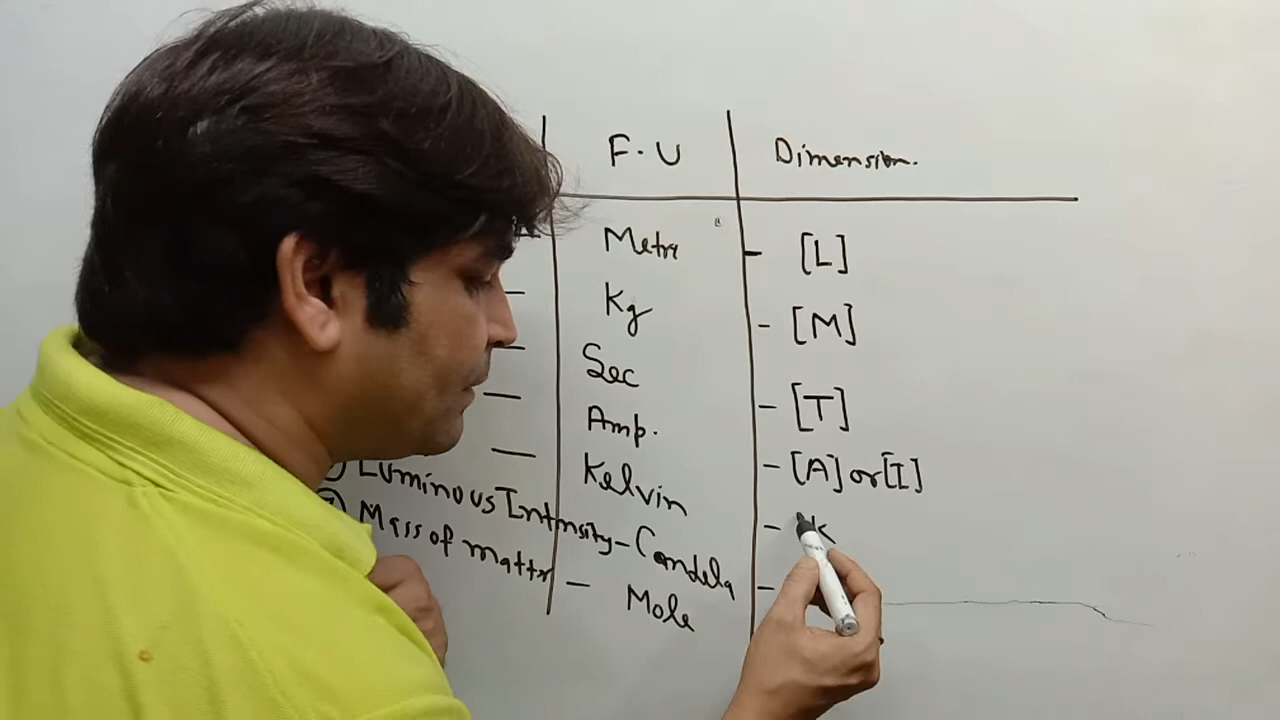 F.U Dimension.
Metre - [L]
Kg - [M]
Sec - [T]
Amp. - [A] or [I]
Kelvin - K
Luminous Intensity - Candela -
Mass of matter - Mole